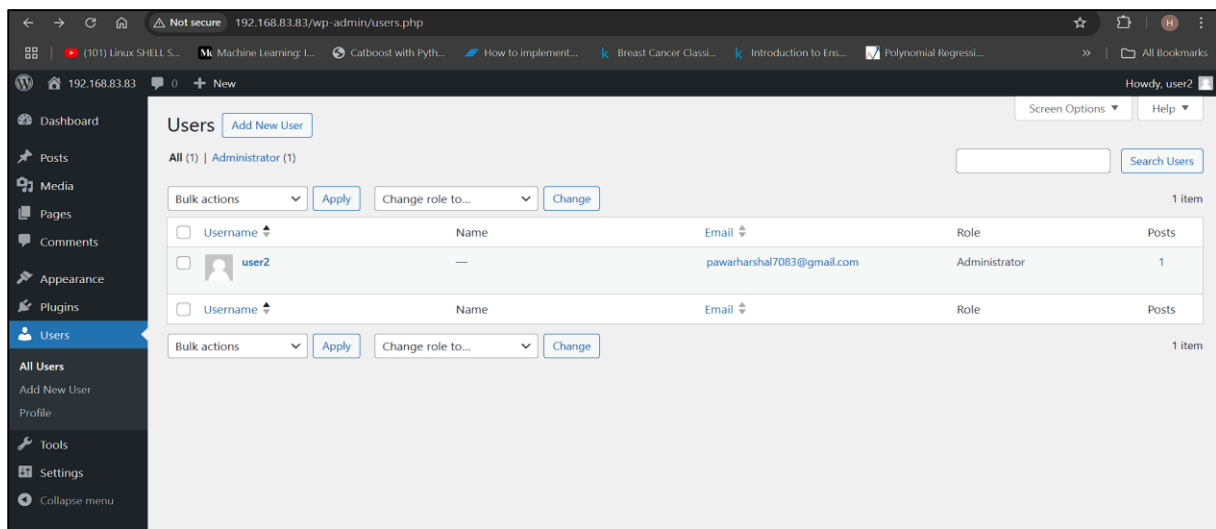 Not secure 192.168.83.83/wp-admin/users.php H
(101) Linux SHELL S... Machine Learning: I... Catboost with Pyth... How to implement... Breast Cancer Classi... Introduction to Ens... Polynomial Regressi... » All Bookmarks
192.168.83.83 0 + New Howdy, user2
Screen Options ▼ Help ▼
Dashboard
Posts
Media
Pages
Comments
Appearance
Plugins
Users
All Users
Add New User
Profile
Tools
Settings
Collapse menu
Users Add New User
All (1) | Administrator (1)
Search Users
Bulk actions Apply Change role to... Change 1 item
Username Name Email Role Posts
user2 — pawarharshal7083@gmail.com Administrator 1
Username Name Email Role Posts
Bulk actions Apply Change role to... Change 1 item